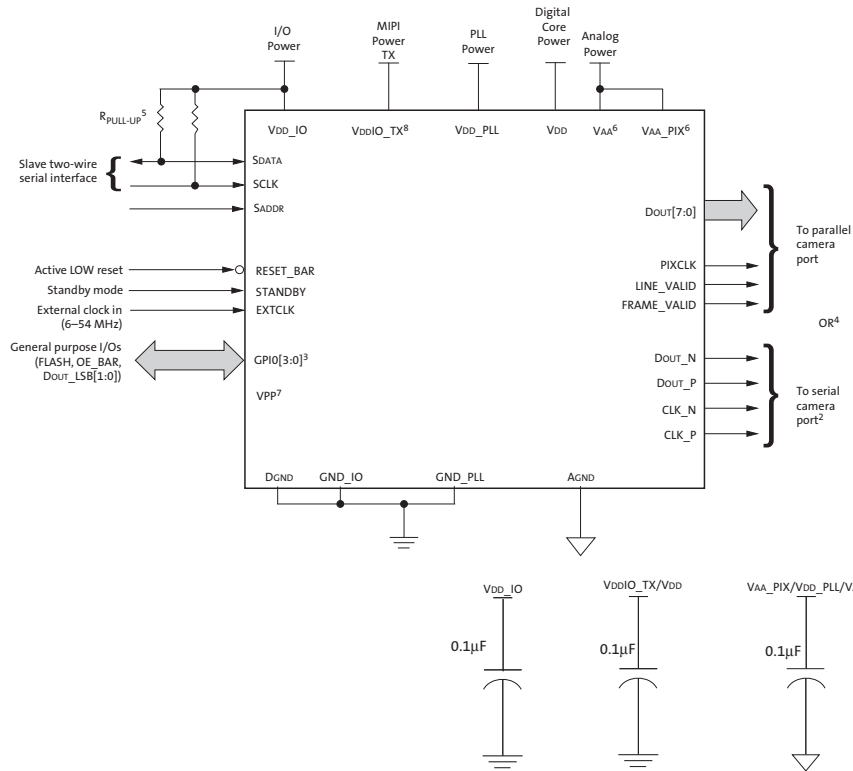 I/O
Power
MIPI
Power
TX
PLL
Power
Digital
Core
Power
Analog
Power
RPULL-UP5
VDD_IO
VDDIO_TX8
VDD_PLL
VDD
VAA6
VAA_PIX6
Slave two-wire
serial interface
SDATA
SCLK
SADDR
DOUT[7:0]
To parallel
camera
port
PIXCLK
LINE_VALID
FRAME_VALID
Active LOW reset
RESET_BAR
Standby mode
STANDBY
External clock in
(6–54 MHz)
EXTCLK
OR4
General purpose I/Os
(FLASH, OE_BAR,
DOUT_LSB[1:0])
GPI0[3:0]3
VPP7
DOUT_N
DOUT_P
CLK_N
CLK_P
To serial
camera
port2
DGND
GND_IO
GND_PLL
AGND
VDD_IO
VDDIO_TX/VDD
VAA_PIX/VDD_PLL/V
0.1μF
0.1μF
0.1μF